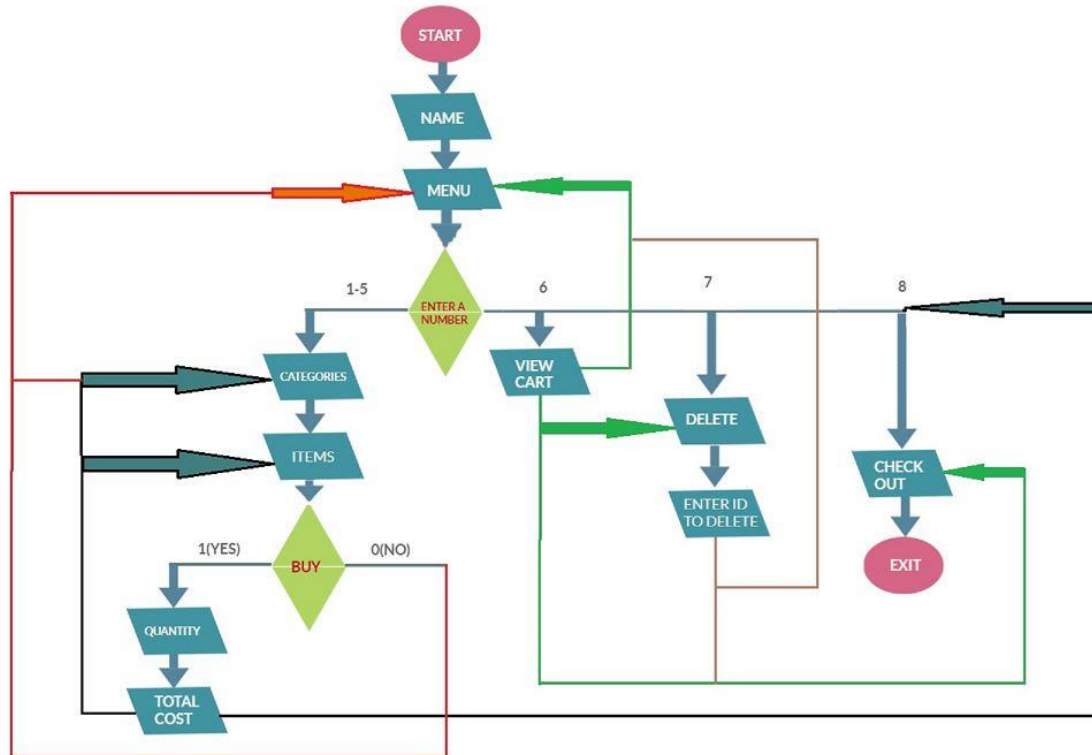 START
NAME
MENU
1-5
ENTER A
NUMBER
6
7
8
CATEGORIES
VIEW
CART
DELETE
ITEMS
CHECK
OUT
ENTER ID
TO DELETE
1(YES)
BUY
0(NO)
EXIT
QUANTITY
TOTAL
COST